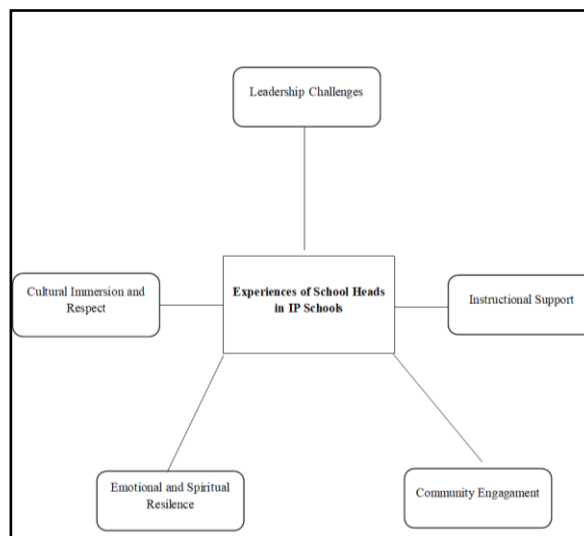 Leadership Challenges
Cultural Immersion and
Respect
Experiences of School Heads
in IP Schools
Instructional Support
Emotional and Spiritual
Resilence
Community Engagament